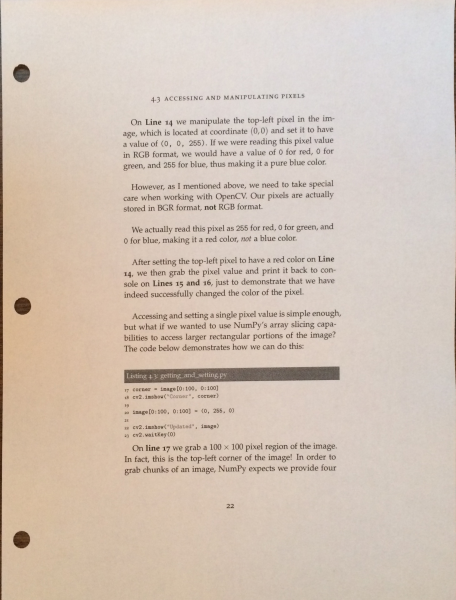 4.3 ACCESSING AND MANIPULATING PIXELS
On Line 14 we manipulate the top-left pixel in the im-
age, which is located at coordinate (0,0) and set it to have
a value of (0, 0, 255). If we were reading this pixel value
in RGB format, we would have a value of 0 for red, 0 for
green, and 255 for blue, thus making it a pure blue color.
However, as I mentioned above, we need to take special
care when working with OpenCV. Our pixels are actually
stored in BGR format, not RGB format.
We actually read this pixel as 255 for red, 0 for green, and
0 for blue, making it a red color, not a blue color.
After setting the top-left pixel to have a red color on Line
14, we then grab the pixel value and print it back to con-
sole on Lines 15 and 16, just to demonstrate that we have
indeed successfully changed the color of the pixel.
Accessing and setting a single pixel value is simple enough,
but what if we wanted to use NumPy's array slicing capa-
bilities to access larger rectangular portions of the image?
The code below demonstrates how we can do this:
Listing 4.3: getting_and_setting.py
17 corner = image[0:100, 0:100]
18 cv2.imshow("Corner", corner)
19
20 image[0:100, 0:100] = (0, 255, 0)
21
22 cv2.imshow("Updated", image)
23 cv2.waitKey(0)
On line 17 we grab a 100 × 100 pixel region of the image.
In fact, this is the top-left corner of the image! In order to
grab chunks of an image, NumPy expects we provide four
22